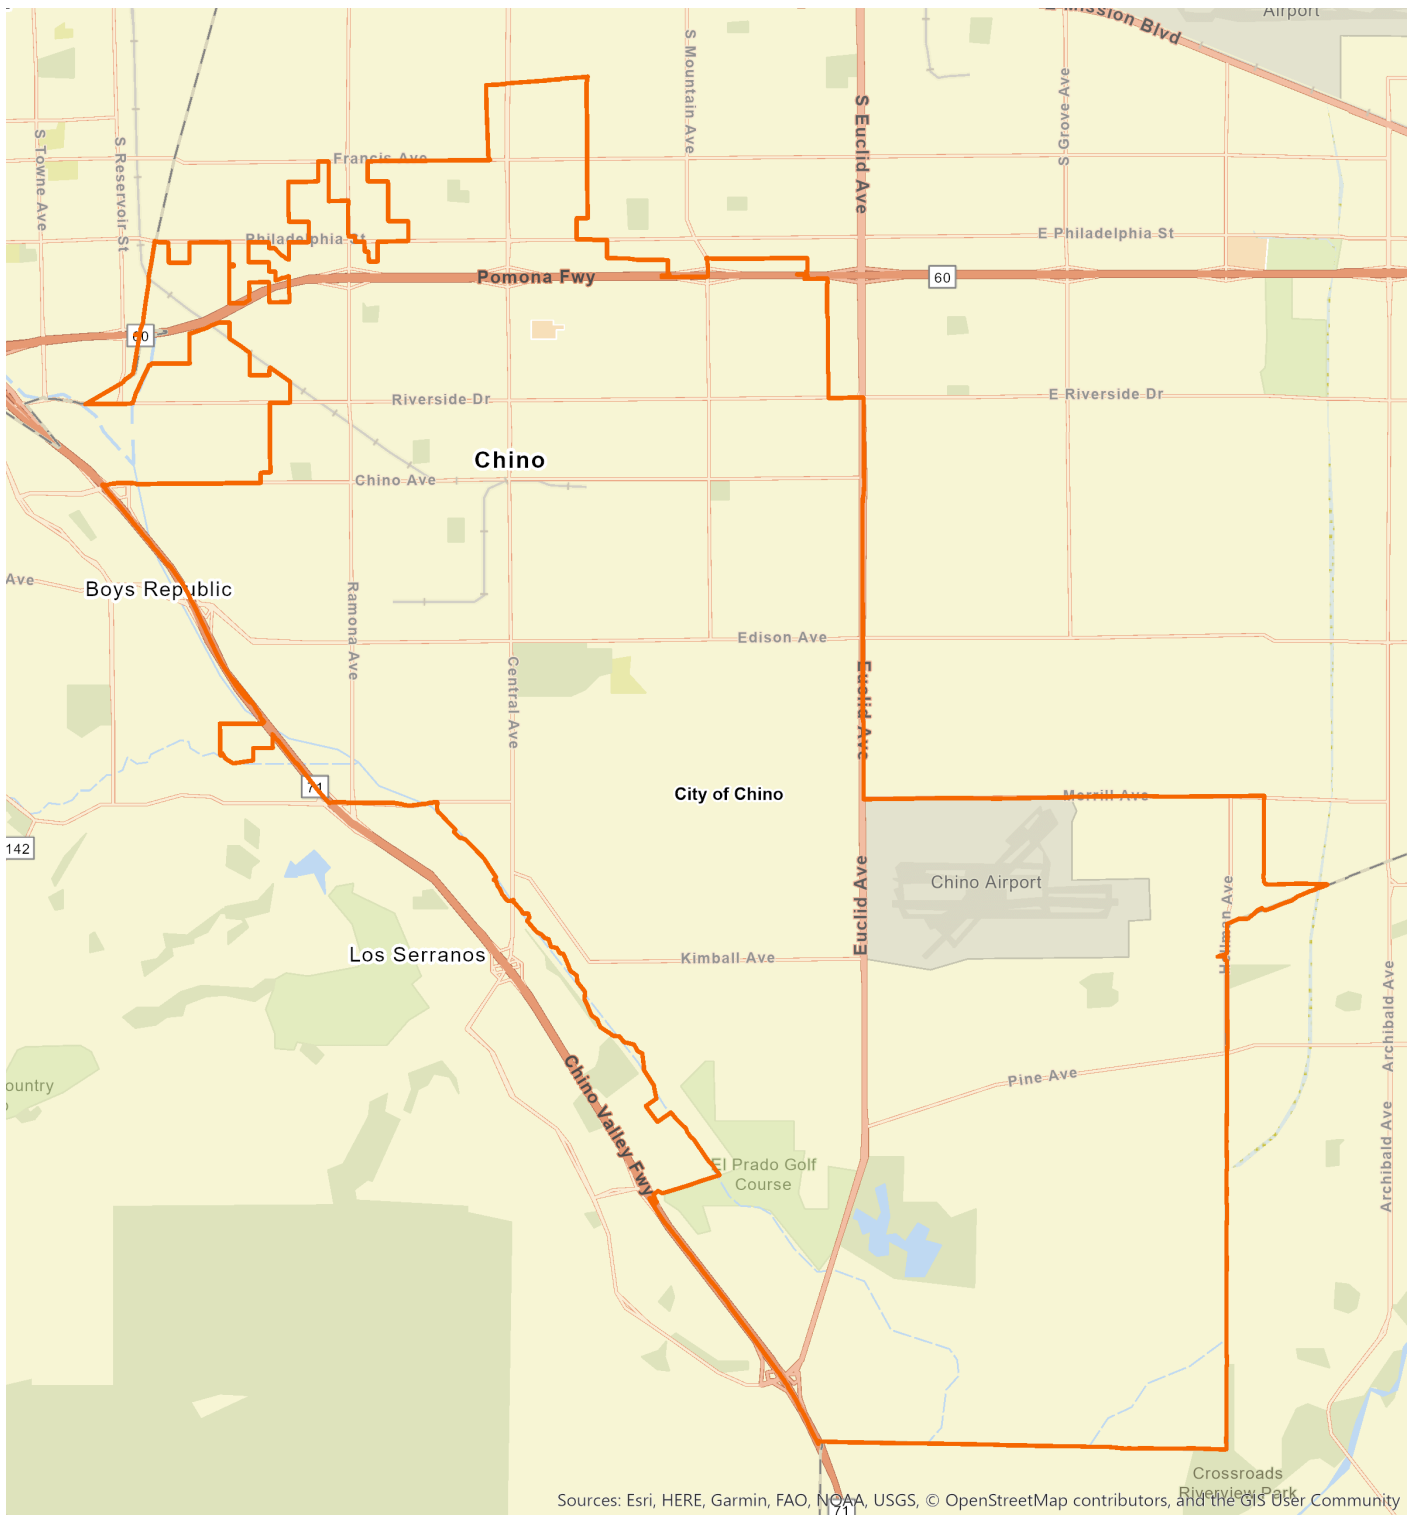 Airport
E Mission Blvd
S Mountain Ave
S Euclid Ave
S Grove Ave
S Towne Ave
S Reservoir St
Francis Ave
Philadelphia St
E Philadelphia St
Pomona Fwy
60
60
Riverside Dr
E Riverside Dr
Chino
Chino Ave
Ave
Boys Republic
Ramona Ave
Edison Ave
Central Ave
Euclid Ave
71
City of Chino
Merrill Ave
142
Chino Airport
Euclid Ave
Hellman Ave
Los Serranos
Kimball Ave
Archibald Ave
Pine Ave
ountry
Chino Valley Fwy
Archibald Ave
El Prado Golf
Course
Crossroads
Riverview Park
Sources: Esri, HERE, Garmin, FAO, NOAA, USGS, © OpenStreetMap contributors, and the GIS User Community
71